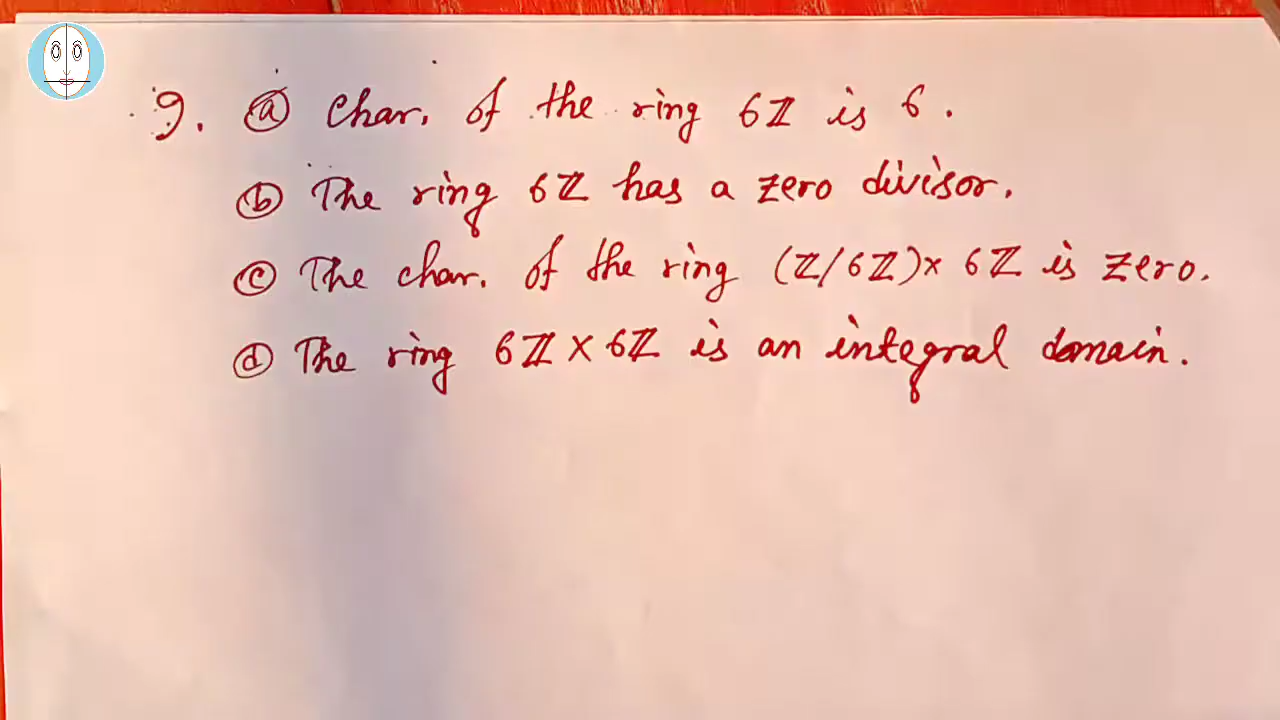 9. ⓐ Char. of the ring 6ℤ is 6.
ⓑ The ring 6ℤ has a zero divisor.
ⓒ The char. of the ring (ℤ/6ℤ)× 6ℤ is zero.
ⓓ The ring 6ℤ × 6ℤ is an integral domain.